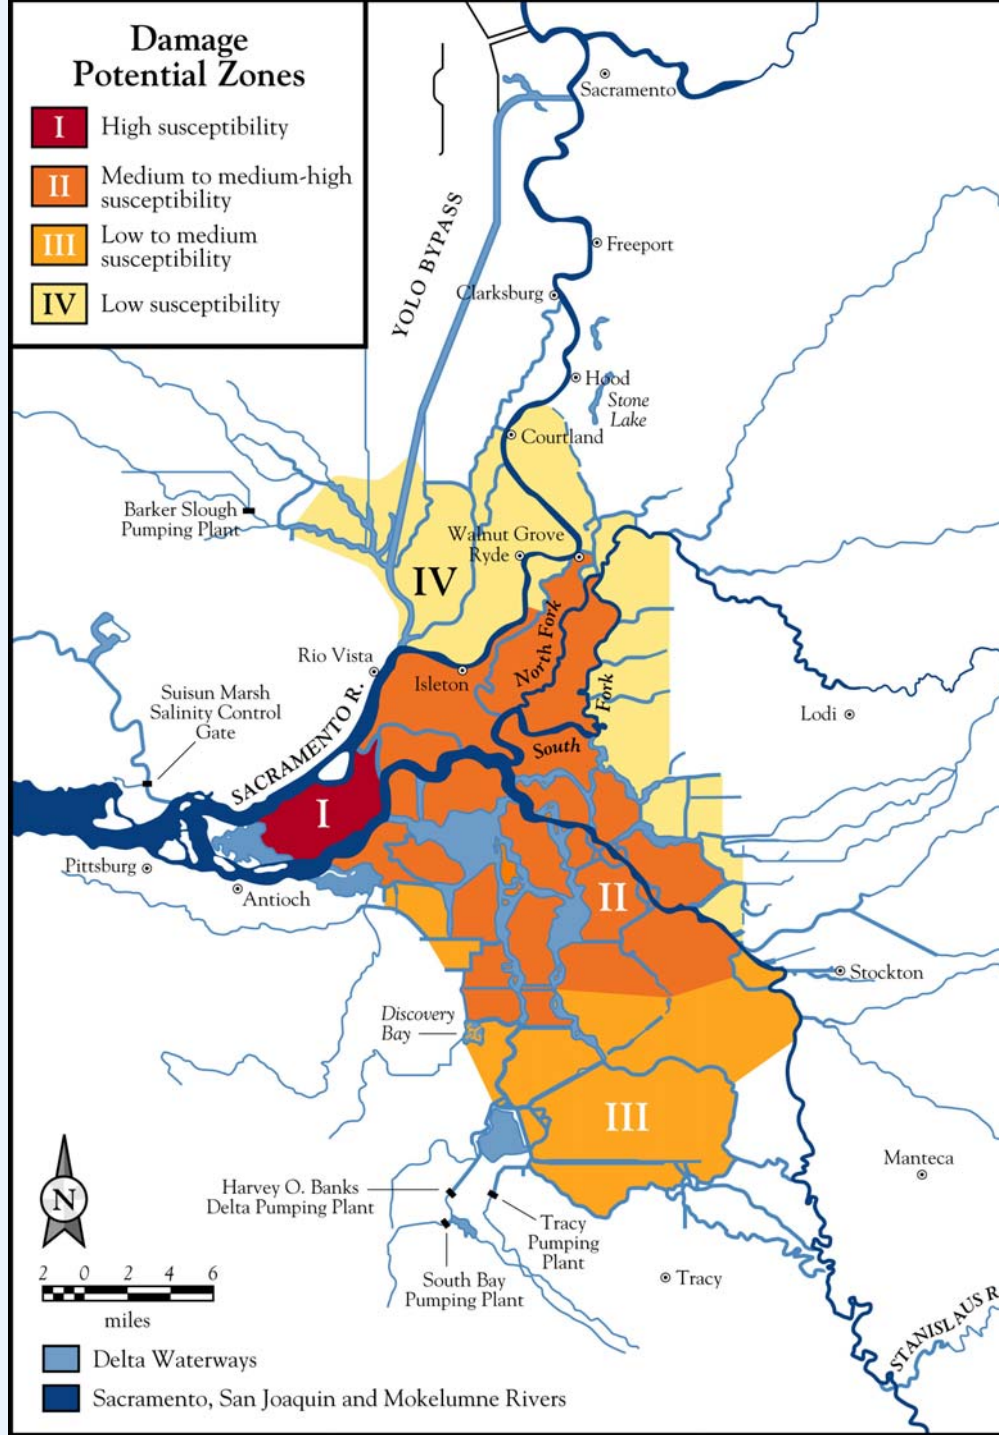 Damage
Potential Zones
I High susceptibility
II Medium to medium-high
susceptibility
III Low to medium
susceptibility
IV Low susceptibility
Sacramento
YOLO BYPASS
Freeport
Clarksburg
Hood
Stone
Lake
Courtland
Barker Slough
Pumping Plant
Walnut Grove
Ryde
IV
North Fork
Rio Vista
Isleton
Fork
South
Suisun Marsh
Salinity Control
Gate
SACRAMENTO R.
Lodi
I
Pittsburg
Antioch
II
Stockton
Discovery
Bay
III
Manteca
N
Harvey O. Banks
Delta Pumping Plant
Tracy
Pumping
Plant
South Bay
Pumping Plant
Tracy
2 0 2 4 6
miles
STANISLAUS R
Delta Waterways
Sacramento, San Joaquin and Mokelumne Rivers